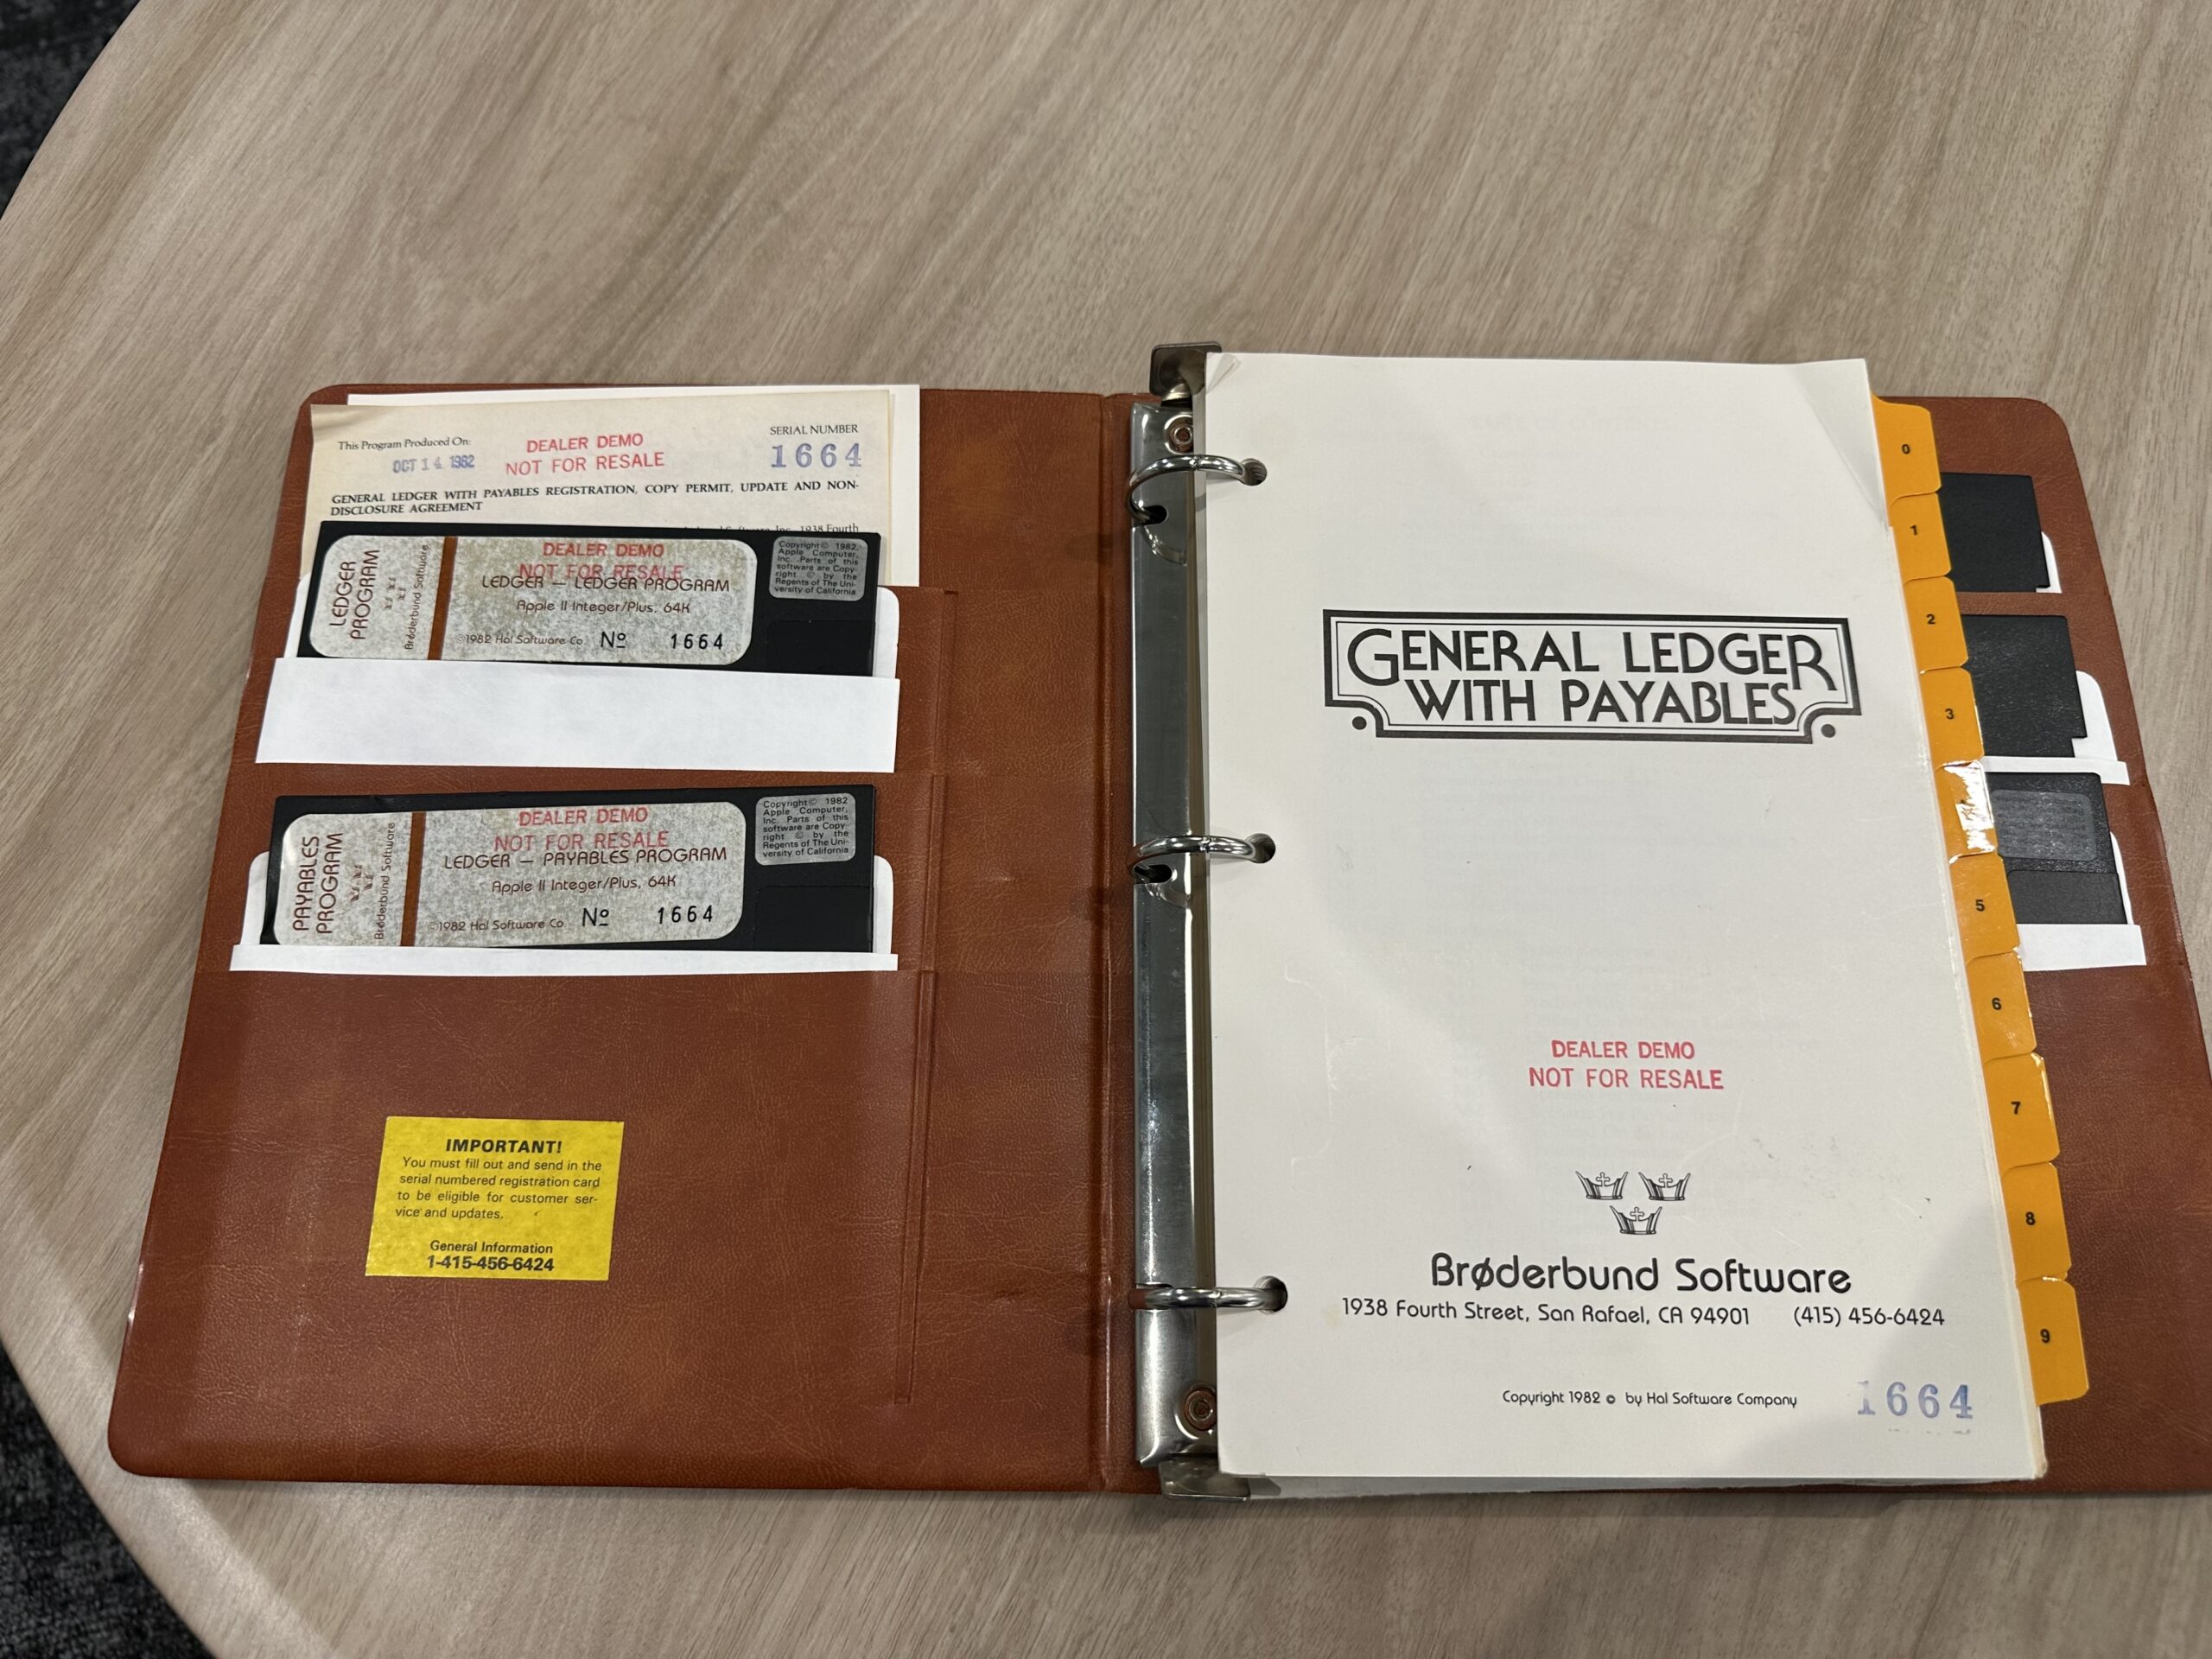 This Program Produced On:
OCT 14 1982
DEALER DEMO
NOT FOR RESALE
SERIAL NUMBER
1664
GENERAL LEDGER WITH PAYABLES REGISTRATION, COPY PERMIT, UPDATE AND NON-
DISCLOSURE AGREEMENT
Software, Inc., 1938 Fourth
LEDGER
PROGRAM
Brøderbund Software
DEALER DEMO
NOT FOR RESALE
LEDGER — LEDGER PROGRAM
Apple II Integer/Plus, 64K
©1982 Hal Software Co
Nº 1664
Copyright © 1982,
Apple Computer,
Inc. Parts of this
software are Copy-
right © by the
Regents of The Uni-
versity of California
PAYABLES
PROGRAM
Brøderbund Software
DEALER DEMO
NOT FOR RESALE
LEDGER — PAYABLES PROGRAM
Apple II Integer/Plus, 64K
©1982 Hal Software Co
Nº 1664
Copyright © 1982
Apple Computer,
Inc. Parts of this
software are Copy-
right © by the
Regents of The Uni-
versity of California
IMPORTANT!
You must fill out and send in the
serial numbered registration card
to be eligible for customer ser-
vice and updates.
General Information
1-415-456-6424
GENERAL LEDGER
WITH PAYABLES
DEALER DEMO
NOT FOR RESALE
Brøderbund Software
1938 Fourth Street, San Rafael, CA 94901 (415) 456-6424
Copyright 1982 © by Hal Software Company
1664
0
1
2
3
5
6
7
8
9